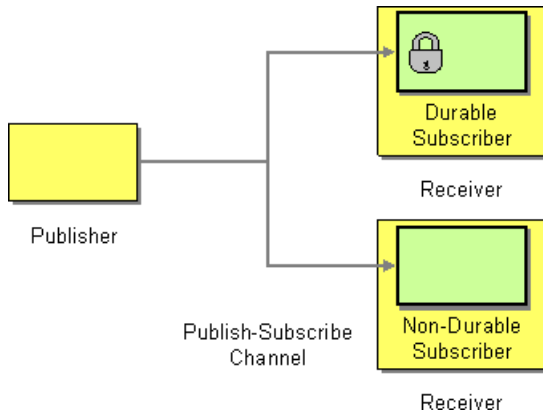 Durable
Subscriber
Receiver
Publisher
Non-Durable
Subscriber
Publish-Subscribe
Channel
Receiver